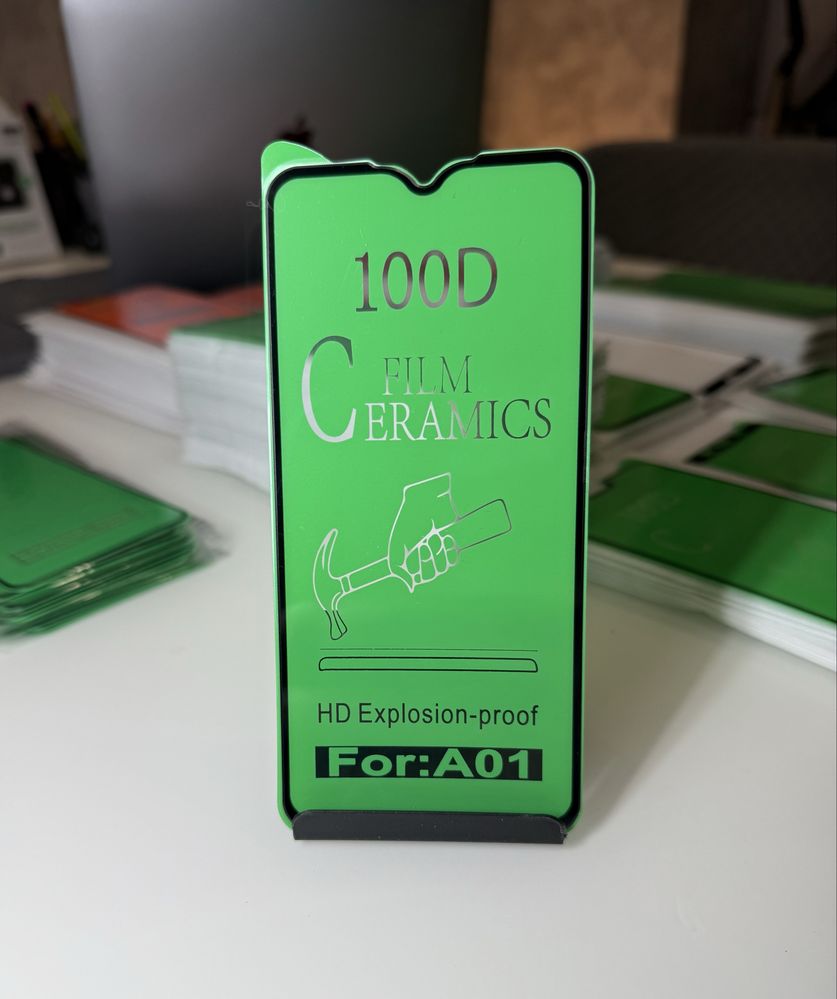 100D
FILM
CERAMICS
HD Explosion-proof
For:A01